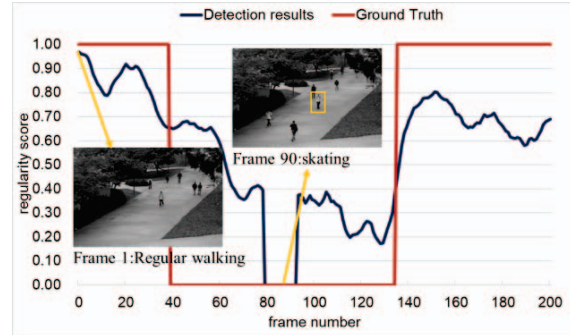 Detection results Ground Truth
1.00
0.90
0.80
0.70
0.60
0.50
0.40
0.30
0.20
0.10
0.00
regularity score
Frame 90:skating
Frame 1:Regular walking
0 20 40 60 80 100 120 140 160 180 200
frame number